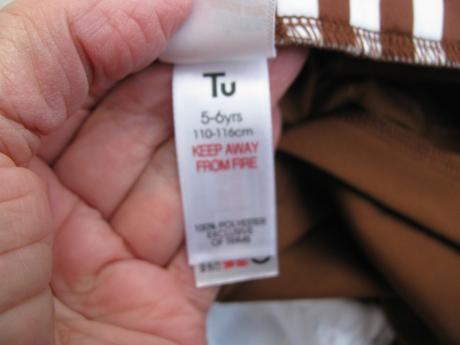 Tu
5-6yrs
110-116cm
KEEP AWAY
FROM FIRE
100% POLYESTER
EXCLUSIVE
OF TRIMS